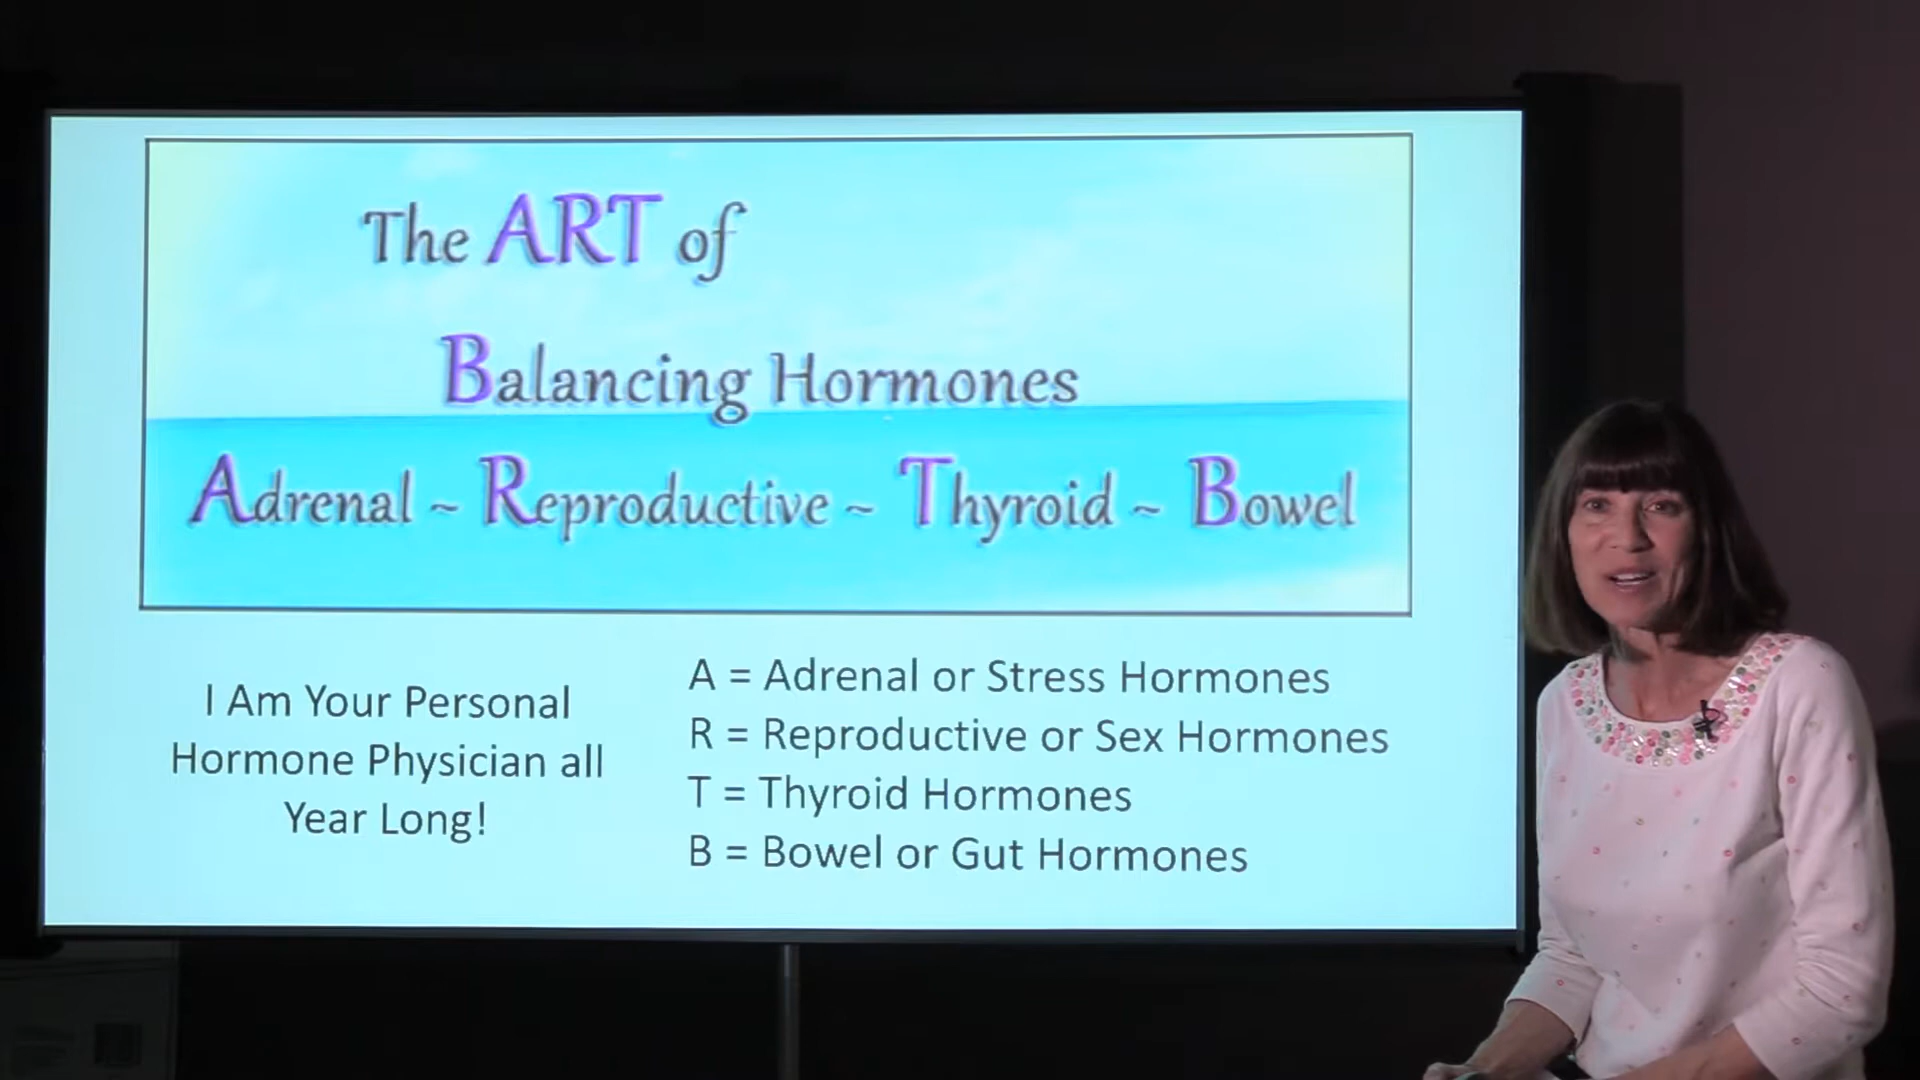 The ART of
Balancing Hormones
Adrenal ~ Reproductive ~ Thyroid ~ Bowel
I Am Your Personal
Hormone Physician all
Year Long!
A = Adrenal or Stress Hormones
R = Reproductive or Sex Hormones
T = Thyroid Hormones
B = Bowel or Gut Hormones